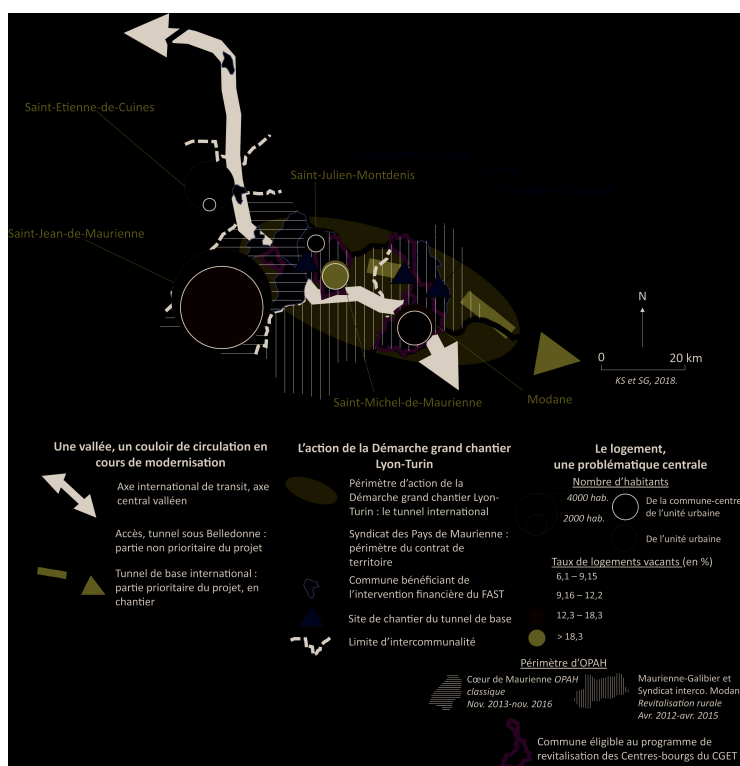 Saint-Etienne-de-Cuines
Saint-Julien-Montdenis
Saint-Jean-de-Maurienne
N
0 20 km
KS et SG, 2018.
Saint-Michel-de-Maurienne
Modane
Une vallée, un couloir de circulation en
cours de modernisation
Axe international de transit, axe
central valléen
Accès, tunnel sous Belledonne :
partie non prioritaire du projet
Tunnel de base international :
partie prioritaire du projet, en
chantier
L'action de la Démarche grand chantier
Lyon-Turin
Périmètre d'action de la
Démarche grand chantier Lyon-
Turin : le tunnel international
Syndicat des Pays de Maurienne :
périmètre du contrat de
territoire
Commune bénéficiant de
l'intervention financière du FAST
Site de chantier du tunnel de base
Limite d'intercommunalité
Le logement,
une problématique centrale
Nombre d'habitants
4000 hab.
2000 hab.
De la commune-centre
de l'unité urbaine
De l'unité urbaine
Taux de logements vacants (en %)
6,1 – 9,15
9,16 – 12,2
12,3 – 18,3
> 18,3
Périmètre d'OPAH
Cœur de Maurienne OPAH
classique
Nov. 2013-nov. 2016
Maurienne-Galibier et
Syndicat interco. Modane
Revitalisation rurale
Avr. 2012-avr. 2015
Commune éligible au programme de
revitalisation des Centres-bourgs du CGET